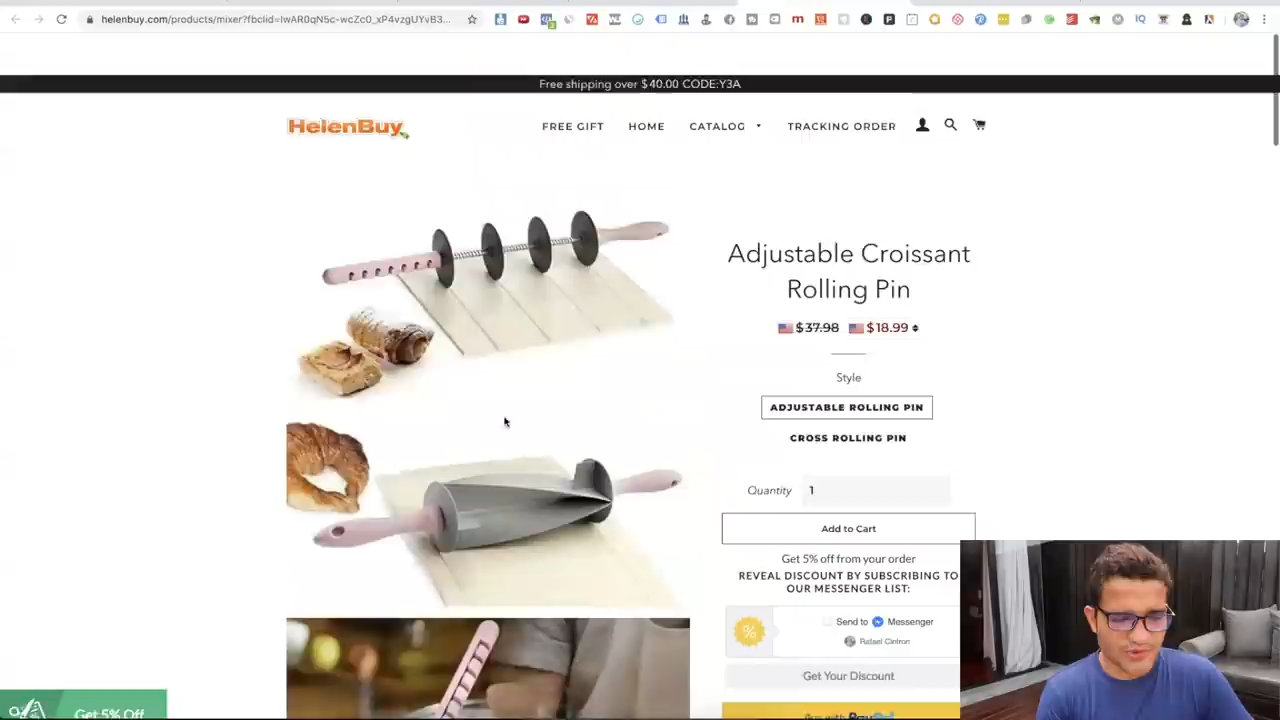 helenbuy.com/products/mixer?fbclid=IwAR0qN5c-wcZc0_xP4vzgUYvB3...
Free shipping over $40.00 CODE:Y3A
HelenBuy
FREE GIFT HOME CATALOG TRACKING ORDER
Adjustable Croissant
Rolling Pin
$37.98 $18.99
Style
ADJUSTABLE ROLLING PIN
CROSS ROLLING PIN
Quantity 1
Add to Cart
Get 5% off from your order
REVEAL DISCOUNT BY SUBSCRIBING TO
OUR MESSENGER LIST:
Send to Messenger
Rafael Cintron
Get Your Discount
Get 5% Off